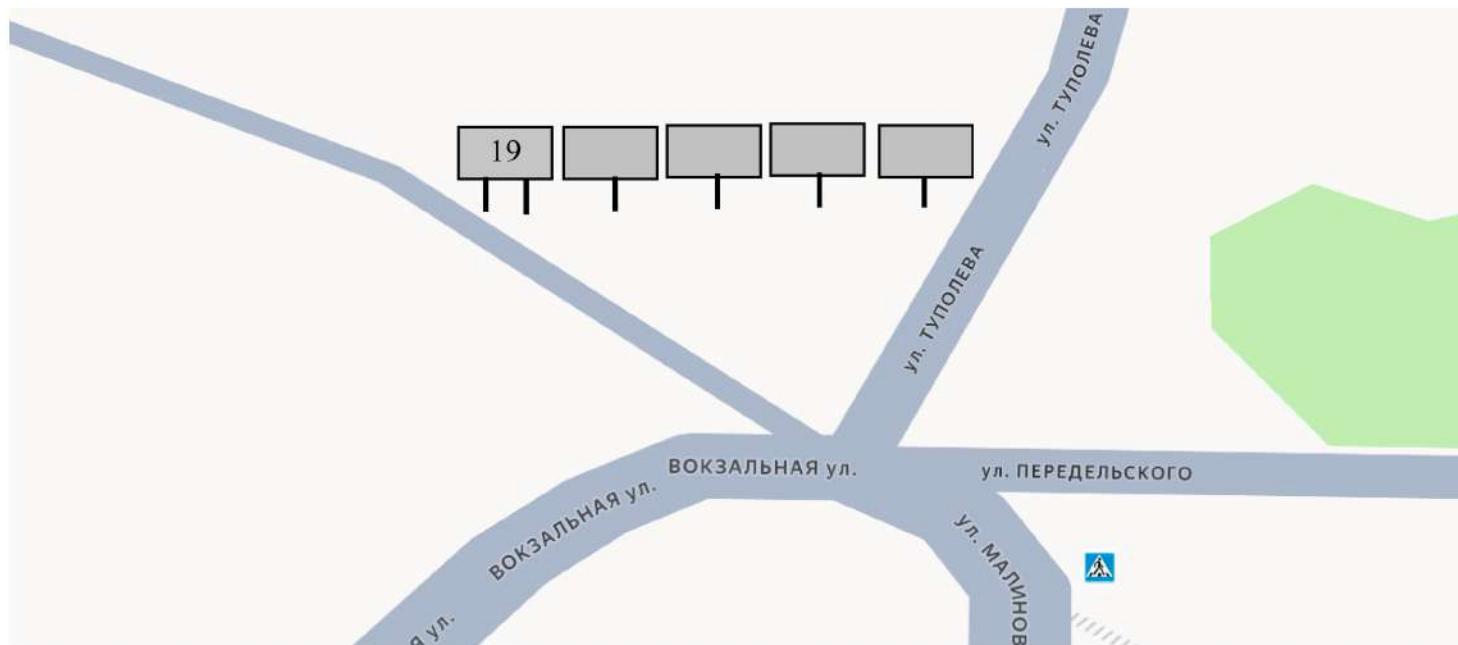 ул. ТУПОЛЕВА
19
ул. ТУПОЛЕВА
ВОКЗАЛЬНАЯ ул.
ул. ПЕРЕДЕЛЬСКОГО
ВОКЗАЛЬНАЯ ул.
ул. МАЛИНОВ
Я ул.